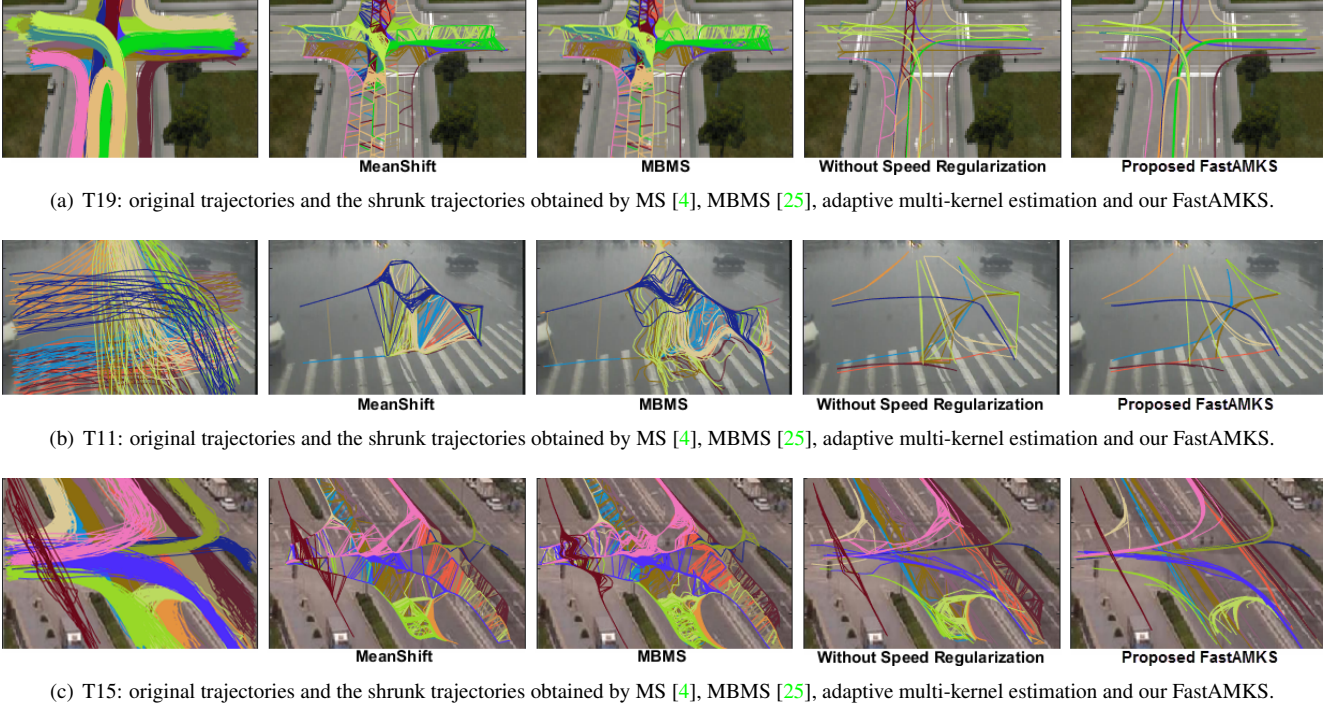 MeanShift MBMS Without Speed Regularization Proposed FastAMKS
(a) T19: original trajectories and the shrunk trajectories obtained by MS [4], MBMS [25], adaptive multi-kernel estimation and our FastAMKS.
MeanShift MBMS Without Speed Regularization Proposed FastAMKS
(b) T11: original trajectories and the shrunk trajectories obtained by MS [4], MBMS [25], adaptive multi-kernel estimation and our FastAMKS.
MeanShift MBMS Without Speed Regularization Proposed FastAMKS
(c) T15: original trajectories and the shrunk trajectories obtained by MS [4], MBMS [25], adaptive multi-kernel estimation and our FastAMKS.